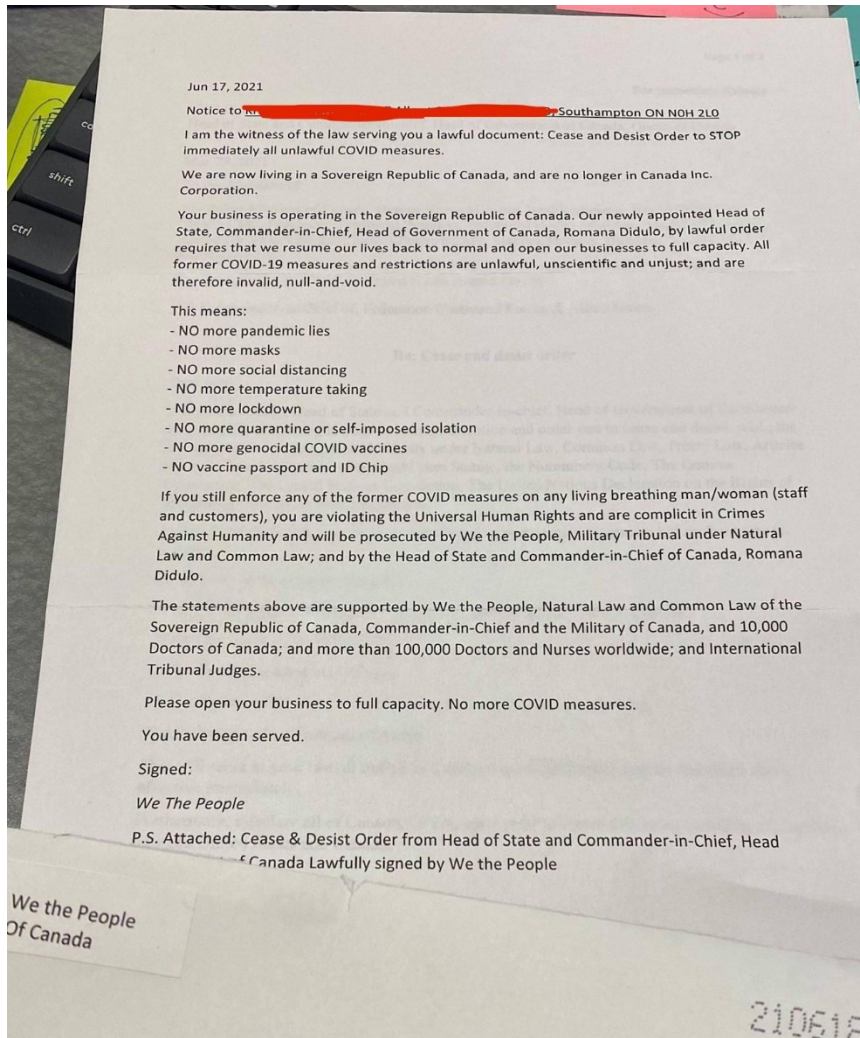 Jun 17, 2021
Notice to Southampton ON N0H 2L0
I am the witness of the law serving you a lawful document: Cease and Desist Order to STOP
immediately all unlawful COVID measures.
We are now living in a Sovereign Republic of Canada, and are no longer in Canada Inc.
Corporation.
Your business is operating in the Sovereign Republic of Canada. Our newly appointed Head of
State, Commander-in-Chief, Head of Government of Canada, Romana Didulo, by lawful order
requires that we resume our lives back to normal and open our businesses to full capacity. All
former COVID-19 measures and restrictions are unlawful, unscientific and unjust; and are
therefore invalid, null-and-void.
This means:
- NO more pandemic lies
- NO more masks
- NO more social distancing
- NO more temperature taking
- NO more lockdown
- NO more quarantine or self-imposed isolation
- NO more genocidal COVID vaccines
- NO vaccine passport and ID Chip
If you still enforce any of the former COVID measures on any living breathing man/woman (staff
and customers), you are violating the Universal Human Rights and are complicit in Crimes
Against Humanity and will be prosecuted by We the People, Military Tribunal under Natural
Law and Common Law; and by the Head of State and Commander-in-Chief of Canada, Romana
Didulo.
The statements above are supported by We the People, Natural Law and Common Law of the
Sovereign Republic of Canada, Commander-in-Chief and the Military of Canada, and 10,000
Doctors of Canada; and more than 100,000 Doctors and Nurses worldwide; and International
Tribunal Judges.
Please open your business to full capacity. No more COVID measures.
You have been served.
Signed:
We The People
P.S. Attached: Cease & Desist Order from Head of State and Commander-in-Chief, Head
Canada Lawfully signed by We the People
We the People
Of Canada
shift
ctrl